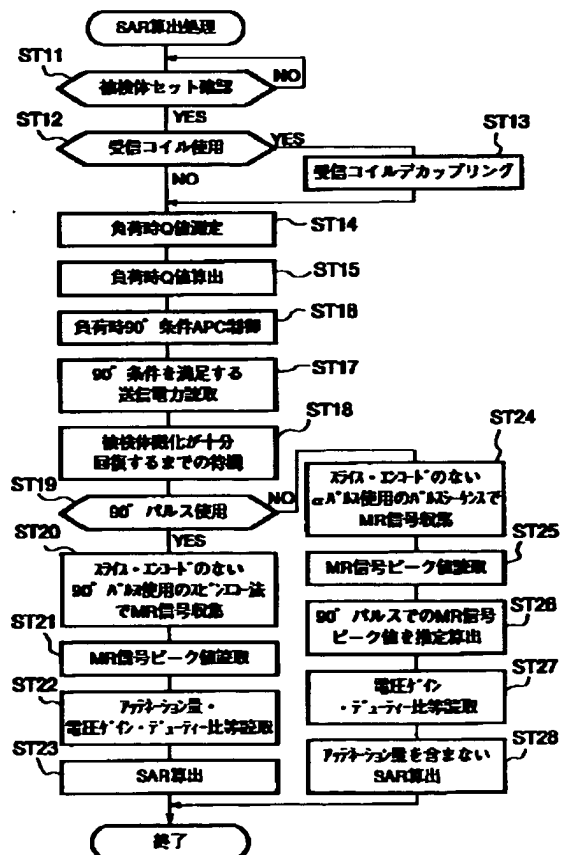 SAR算出処理
ST11
被検体セット確認
NO
YES
ST12
受信コイル使用
YES
NO
ST13
受信コイルデカップリング
負荷時Q値測定
ST14
負荷時Q値算出
ST15
負荷時90°条件APC制御
ST16
90°条件を満足する
送信電力読取
ST17
被検体磁化が十分
回復するまでの待機
ST18
ST19
90°パルス使用
NO
YES
ST20
スライス・エンコードのない
90°パルス使用のスピンエコー法
でMR信号収集
ST21
MR信号ピーク値読取
ST22
アッテネーション量・
電圧ゲイン・デューティー比等読取
ST23
SAR算出
ST24
スライス・エンコードのない
αパルス使用のパルスシーケンスで
MR信号収集
ST25
MR信号ピーク値読取
ST26
90°パルスでのMR信号
ピーク値を推定算出
ST27
電圧ゲイン
・デューティー比等読取
ST28
アッテネーション量を含まない
SAR算出
終了